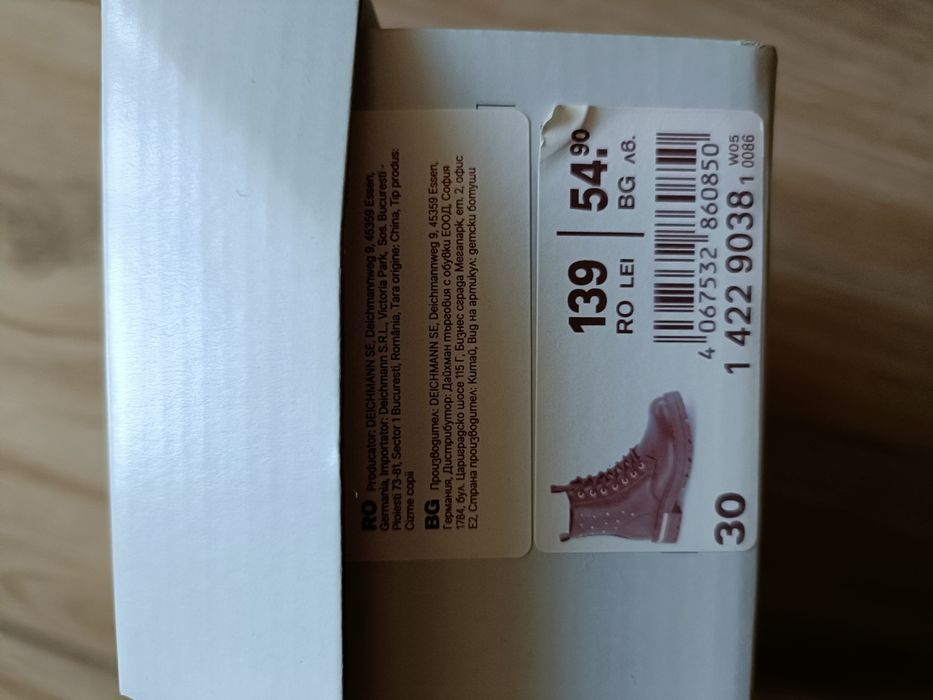 RO Producator: DEICHMANN SE, Deichmannweg 9, 45359 Essen,
Germania, Importator: Deichmann S.R.L., Victoria Park, Sos. Bucuresti -
Ploiesti 73-81, Sector 1 Bucuresti, România, Tara origine: China, Tip produs:
Cizme copii
BG Производител: DEICHMANN SE, Deichmannweg 9, 45359 Essen,
Германия, Дистрибутор: Дайхман търговия с обувки ЕООД, София
1784, бул. Цариградско шосе 115 Г, Бизнес сграда Мегапарк, ет. 2, офис
Е2, Страна производител: Китай, Вид на артикул: детски ботуши
139 | 54.90
RO LEI | BG лв.
4 067532 860850
1 422 9038 1 W05 0086
30